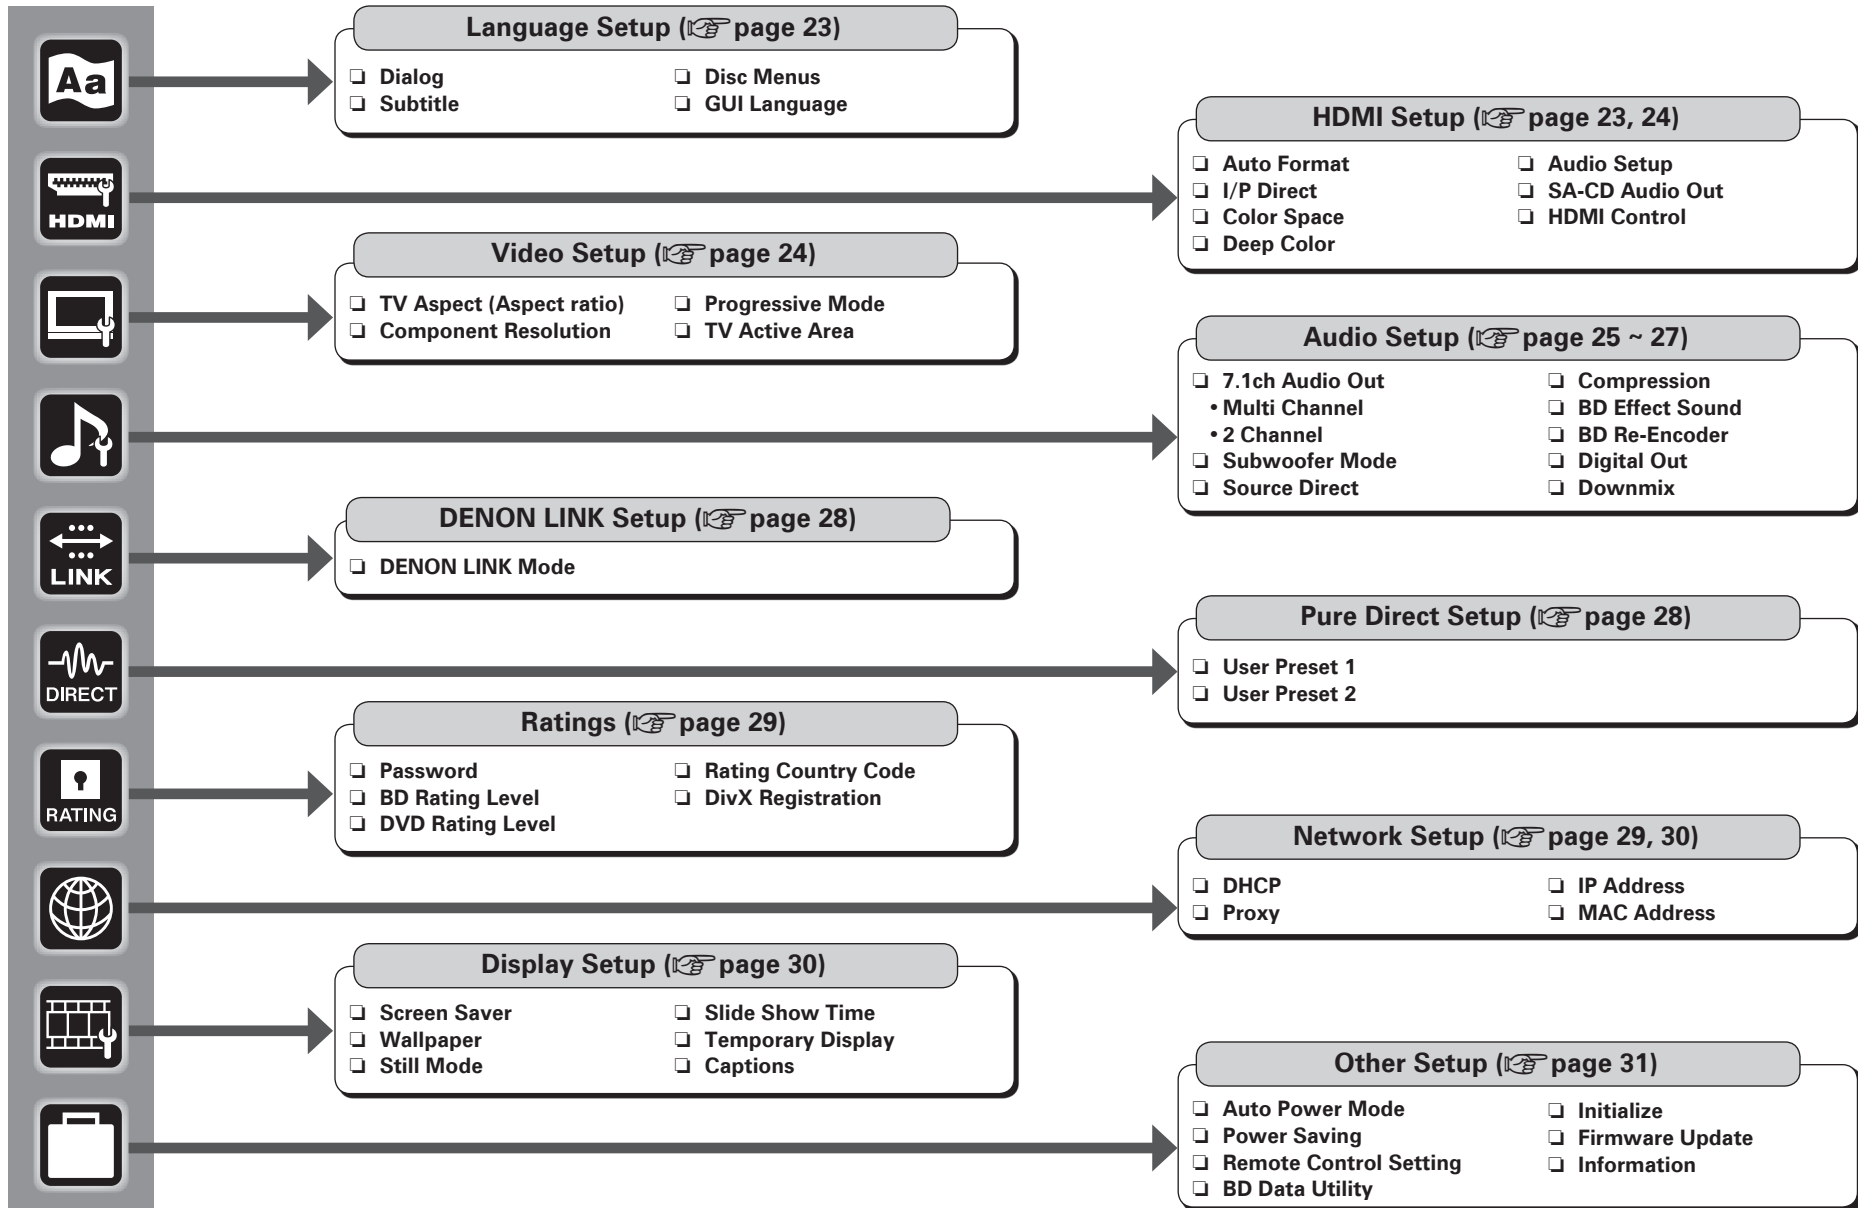 Aa
Language Setup (☞ page 23)
❏ Dialog
❏ Subtitle
❏ Disc Menus
❏ GUI Language
HDMI
HDMI Setup (☞ page 23, 24)
❏ Auto Format
❏ I/P Direct
❏ Color Space
❏ Deep Color
❏ Audio Setup
❏ SA-CD Audio Out
❏ HDMI Control
Video Setup (☞ page 24)
❏ TV Aspect (Aspect ratio)
❏ Component Resolution
❏ Progressive Mode
❏ TV Active Area
Audio Setup (☞ page 25 ~ 27)
❏ 7.1ch Audio Out
• Multi Channel
• 2 Channel
❏ Subwoofer Mode
❏ Source Direct
❏ Compression
❏ BD Effect Sound
❏ BD Re-Encoder
❏ Digital Out
❏ Downmix
LINK
DENON LINK Setup (☞ page 28)
❏ DENON LINK Mode
DIRECT
Pure Direct Setup (☞ page 28)
❏ User Preset 1
❏ User Preset 2
RATING
Ratings (☞ page 29)
❏ Password
❏ BD Rating Level
❏ DVD Rating Level
❏ Rating Country Code
❏ DivX Registration
Network Setup (☞ page 29, 30)
❏ DHCP
❏ Proxy
❏ IP Address
❏ MAC Address
Display Setup (☞ page 30)
❏ Screen Saver
❏ Wallpaper
❏ Still Mode
❏ Slide Show Time
❏ Temporary Display
❏ Captions
Other Setup (☞ page 31)
❏ Auto Power Mode
❏ Power Saving
❏ Remote Control Setting
❏ BD Data Utility
❏ Initialize
❏ Firmware Update
❏ Information